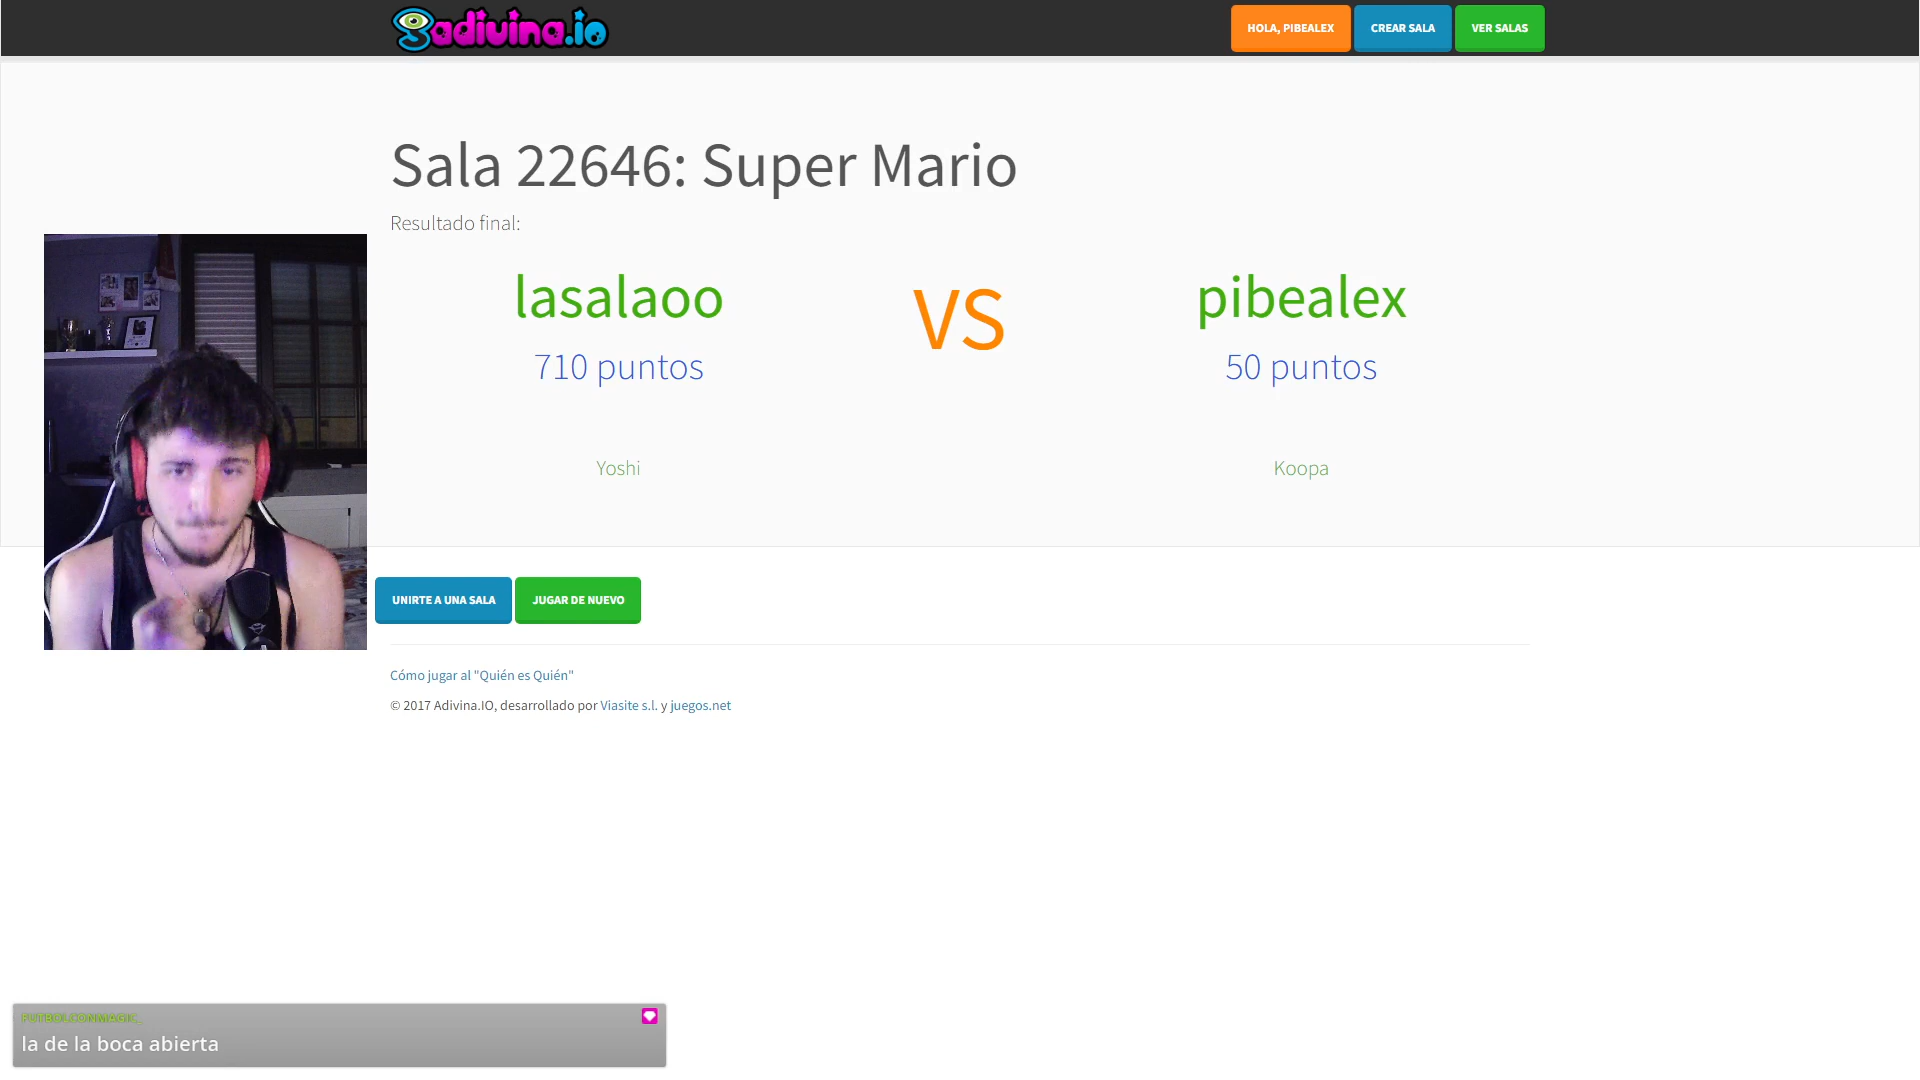 adivina.io
HOLA, PIBEALEX
CREAR SALA
VER SALAS
Sala 22646: Super Mario
Resultado final:
lasalaoo
VS
pibealex
710 puntos
50 puntos
Yoshi
Koopa
UNIRTE A UNA SALA
JUGAR DE NUEVO
Cómo jugar al "Quién es Quién"
© 2017 Adivina.IO, desarrollado por Viasite s.l. y juegos.net
FUTBOLCONMAGIC_
la de la boca abierta